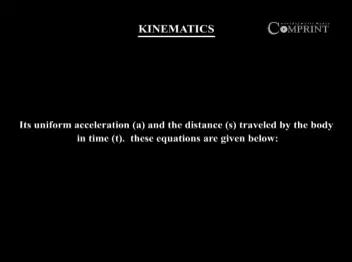 KINEMATICS
COMPRINT
Its uniform acceleration (a) and the distance (s) traveled by the body
in time (t).  these equations are given below: